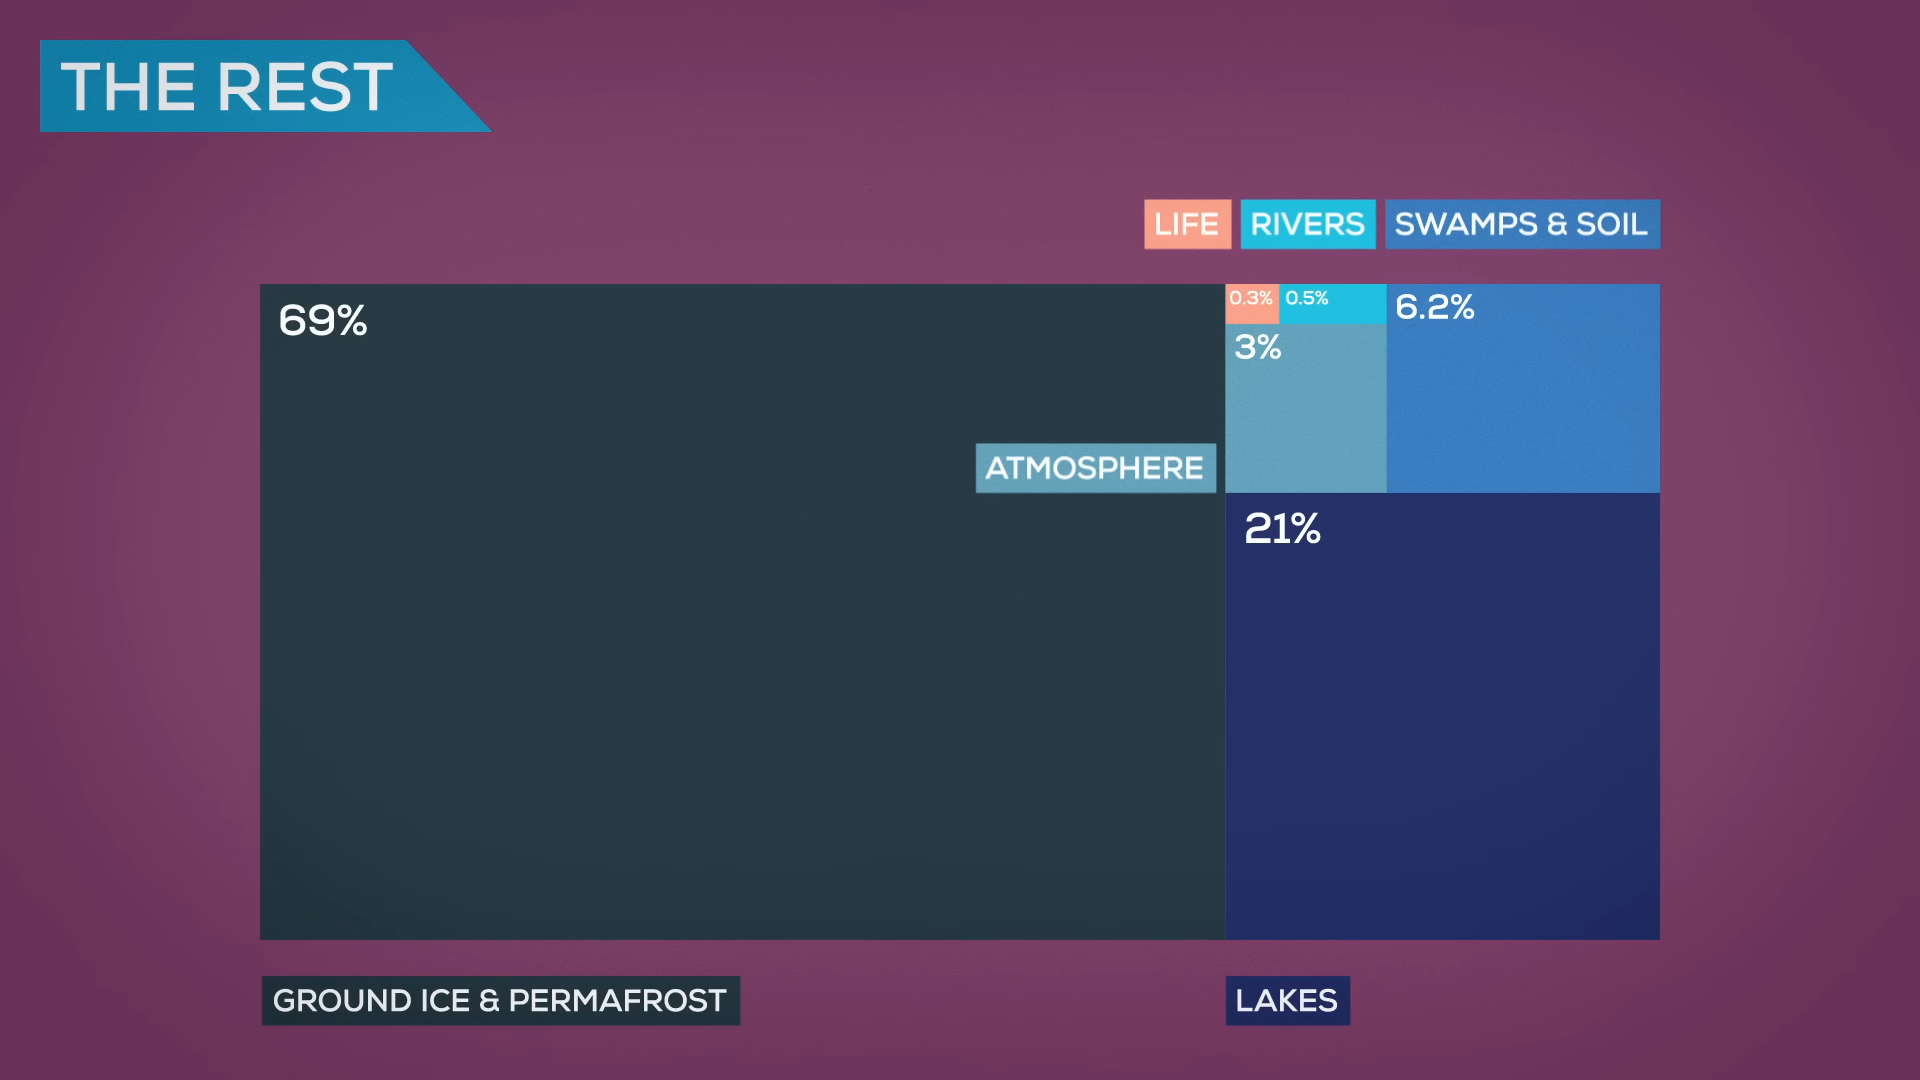 THE REST
LIFE
RIVERS
SWAMPS & SOIL
69%
0.3%
0.5%
6.2%
3%
ATMOSPHERE
21%
GROUND ICE & PERMAFROST
LAKES